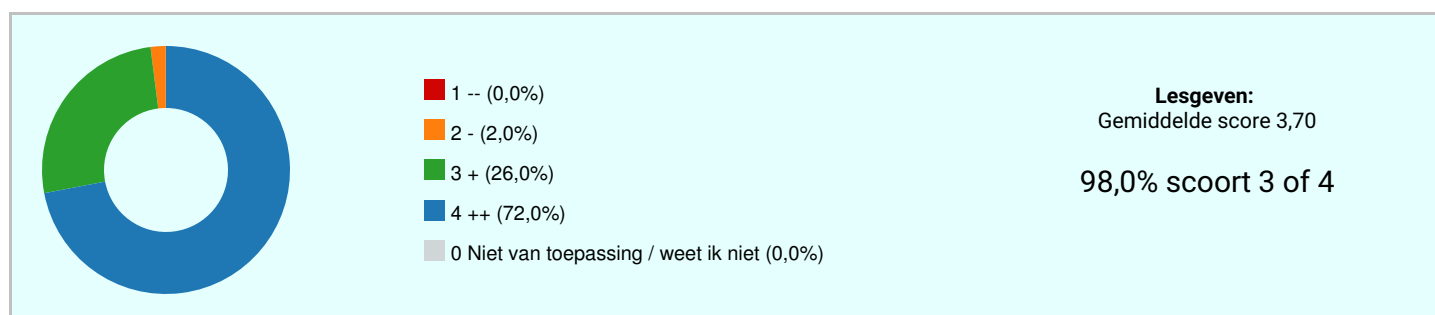 1 -- (0,0%)
2 - (2,0%)
3 + (26,0%)
4 ++ (72,0%)
0 Niet van toepassing / weet ik niet (0,0%)
Lesgeven:
Gemiddelde score 3,70
98,0% scoort 3 of 4